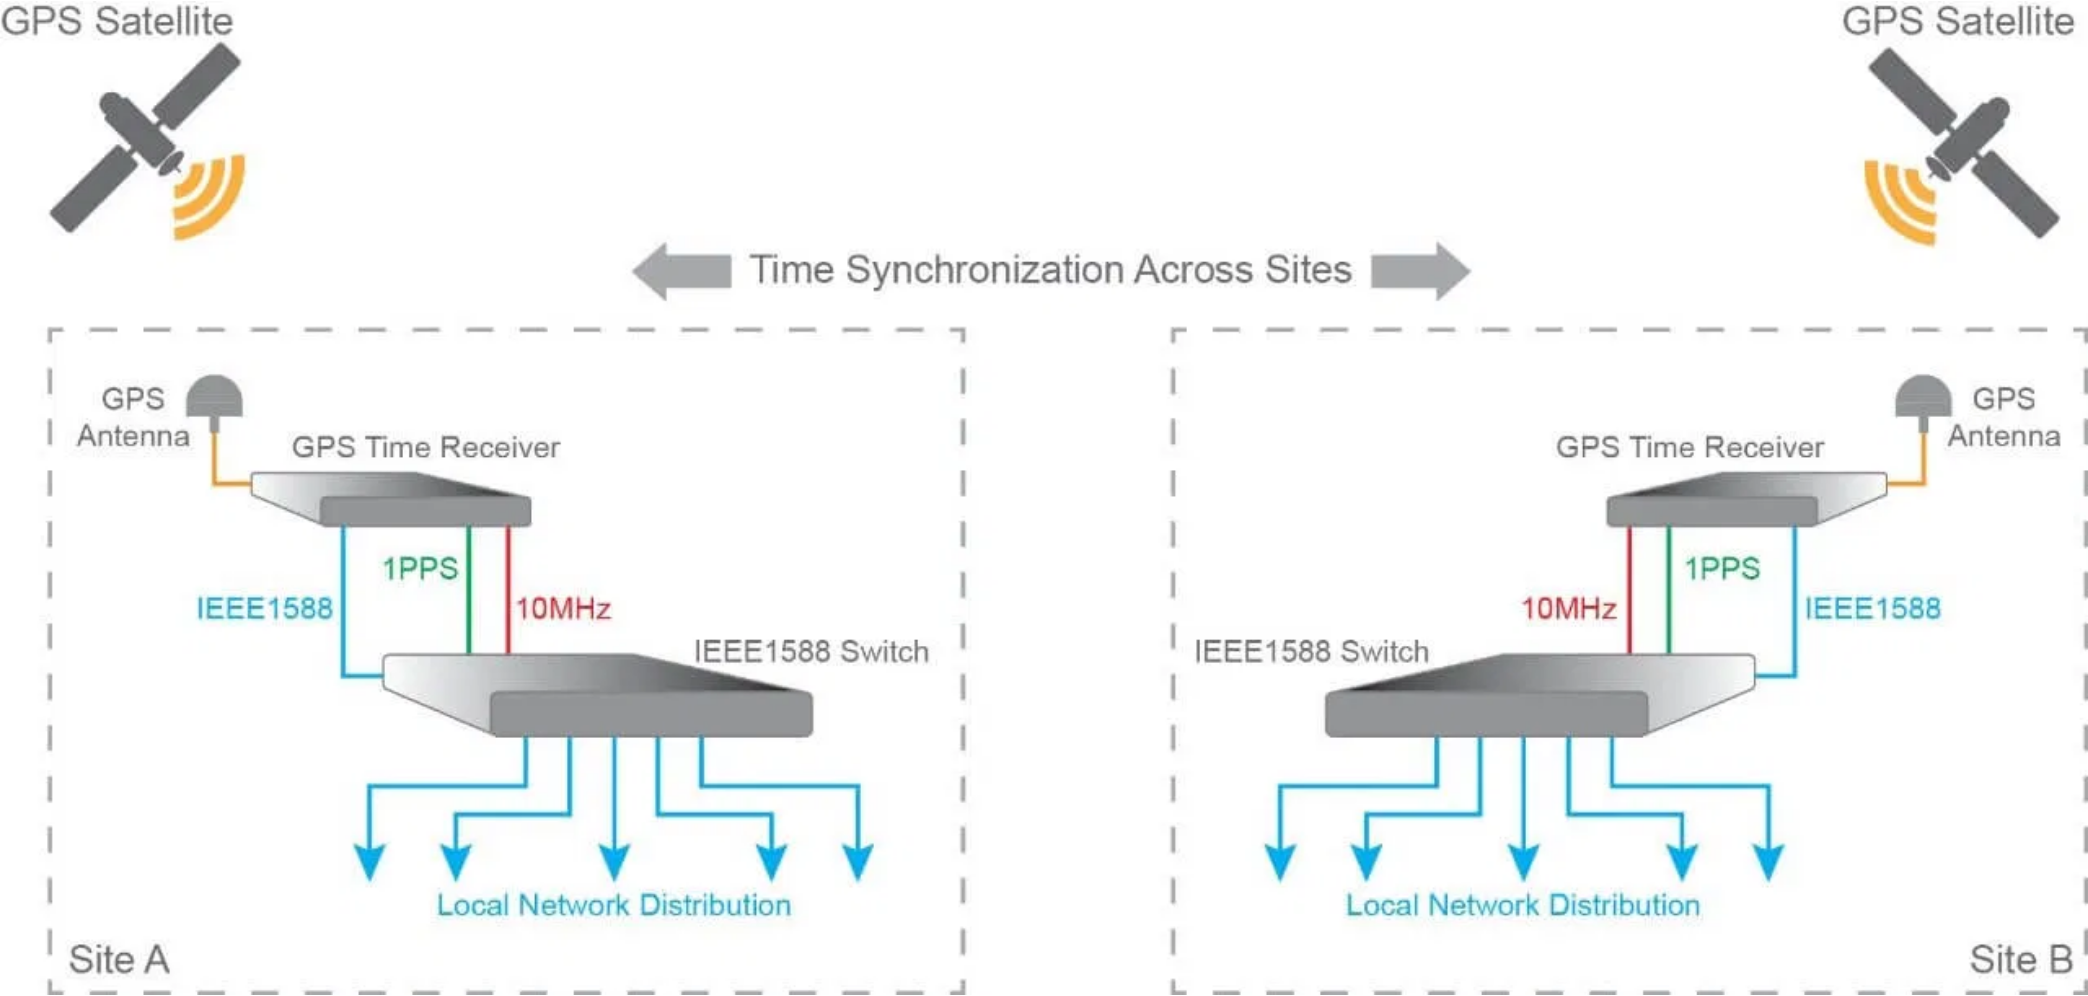 GPS Satellite
GPS Satellite
Time Synchronization Across Sites
GPS
Antenna
GPS Time Receiver
1PPS
IEEE1588
10MHz
IEEE1588 Switch
Local Network Distribution
Site A
GPS
Antenna
GPS Time Receiver
1PPS
10MHz
IEEE1588
IEEE1588 Switch
Local Network Distribution
Site B